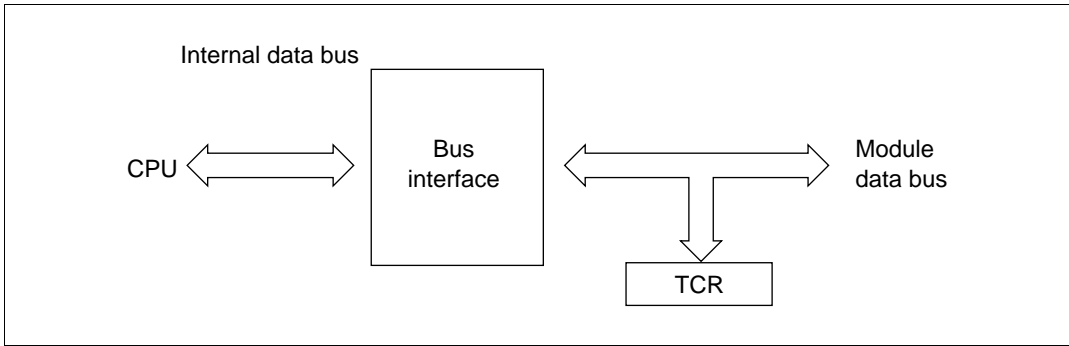 Internal data bus
CPU
Bus
interface
Module
data bus
TCR